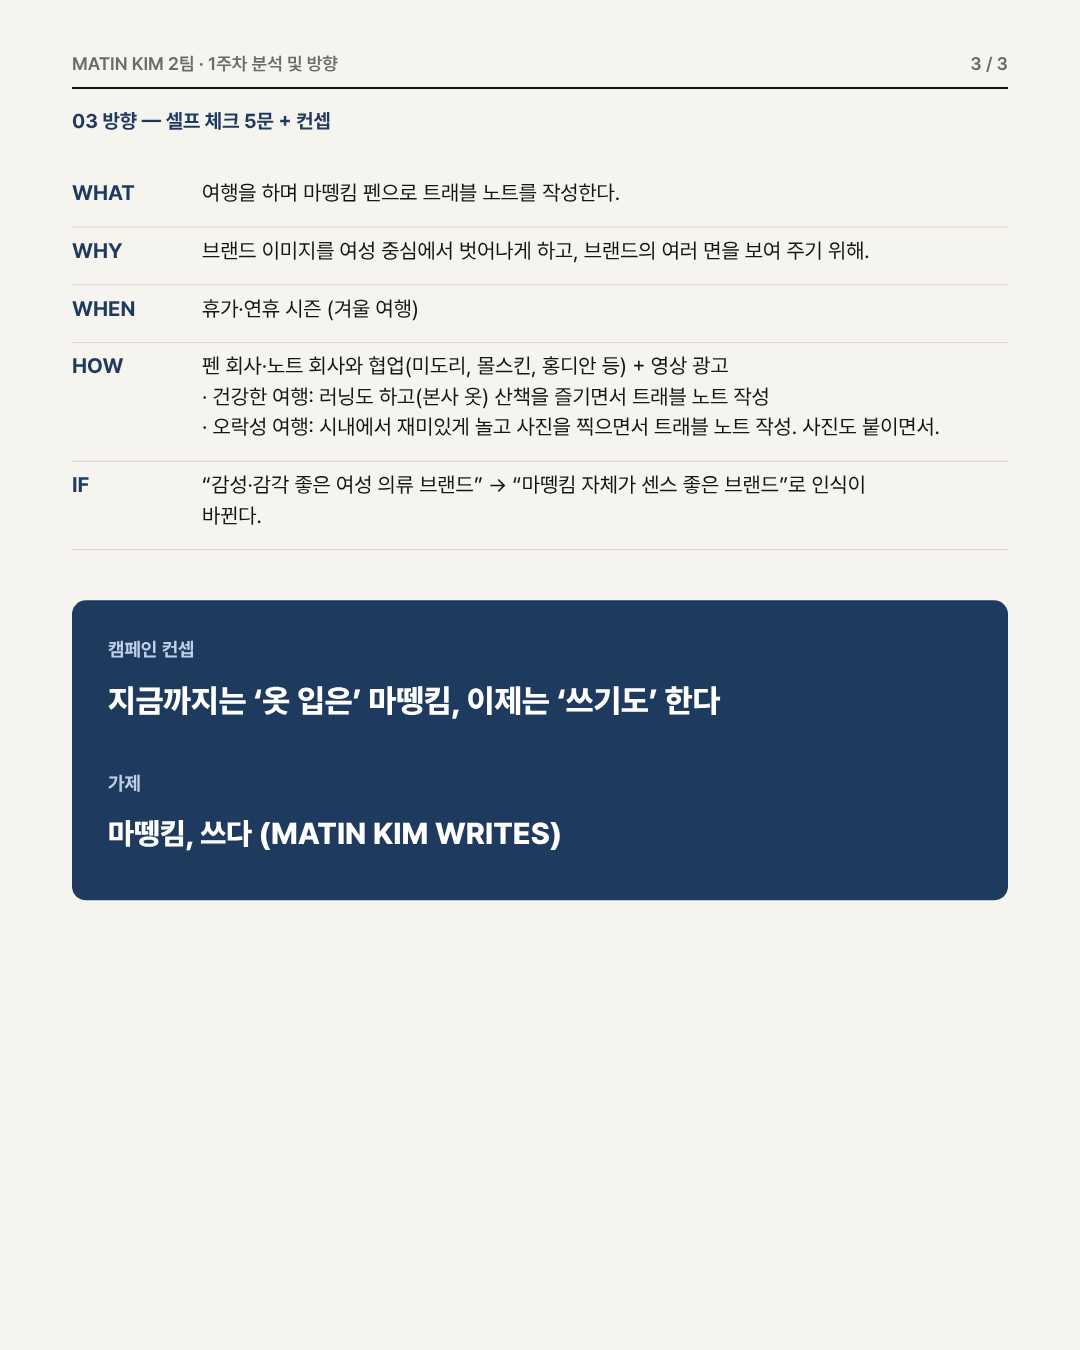 MATIN KIM 2팀 · 1주차 분석 및 방향
3 / 3
03 방향 — 셀프 체크 5문 + 컨셉
WHAT
여행을 하며 마뗑킴 펜으로 트래블 노트를 작성한다.
WHY
브랜드 이미지를 여성 중심에서 벗어나게 하고, 브랜드의 여러 면을 보여 주기 위해.
WHEN
휴가·연휴 시즌 (겨울 여행)
HOW
펜 회사·노트 회사와 협업(미도리, 몰스킨, 홍디안 등) + 영상 광고
· 건강한 여행: 러닝도 하고(본사 옷) 산책을 즐기면서 트래블 노트 작성
· 오락성 여행: 시내에서 재미있게 놀고 사진을 찍으면서 트래블 노트 작성. 사진도 붙이면서.
IF
“감성·감각 좋은 여성 의류 브랜드” → “마뗑킴 자체가 센스 좋은 브랜드”로 인식이
바뀐다.
캠페인 컨셉
지금까지는 ‘옷 입은’ 마뗑킴, 이제는 ‘쓰기도’ 한다
가제
마뗑킴, 쓰다 (MATIN KIM WRITES)